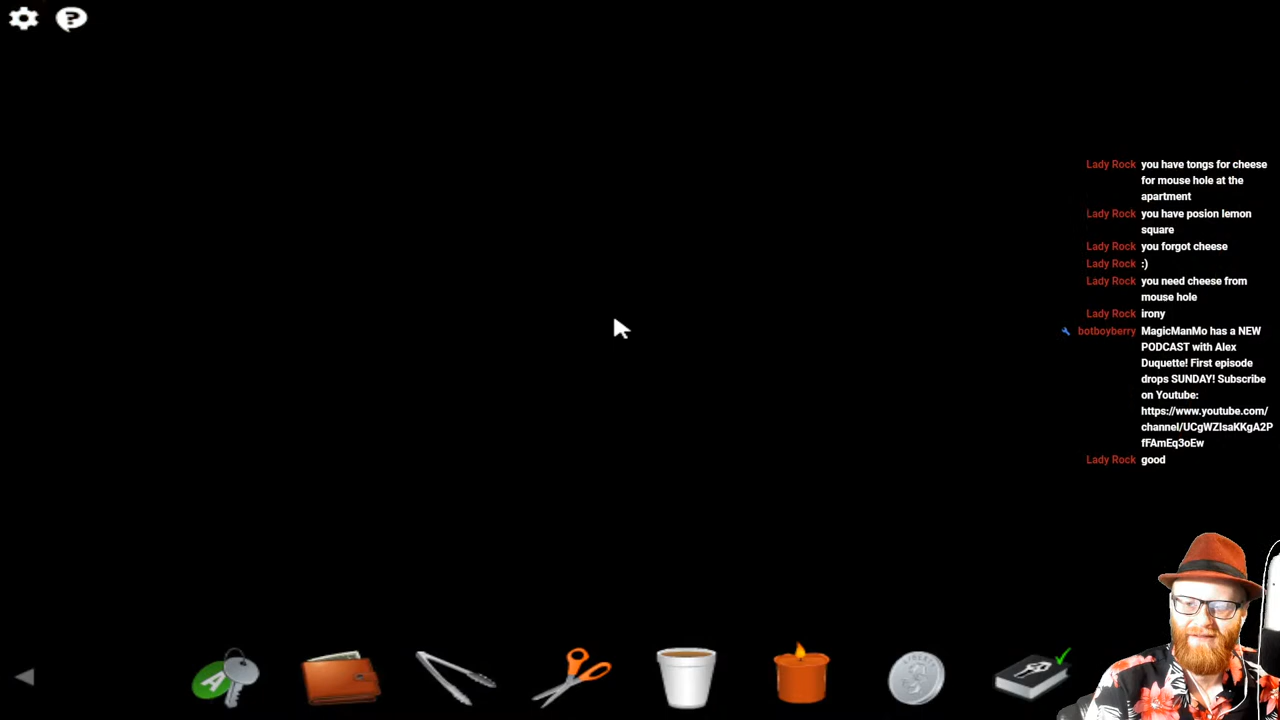 Lady Rock you have tongs for cheese
for mouse hole at the
apartment
Lady Rock you have posion lemon
square
Lady Rock you forgot cheese
Lady Rock :)
Lady Rock you need cheese from
mouse hole
Lady Rock irony
botboyberry MagicManMo has a NEW
PODCAST with Alex
Duquette! First episode
drops SUNDAY! Subscribe
on Youtube:
https://www.youtube.com/
channel/UCgWZIsaKKgA2P
fFAmEq3oEw
Lady Rock good
A
LIBERTY